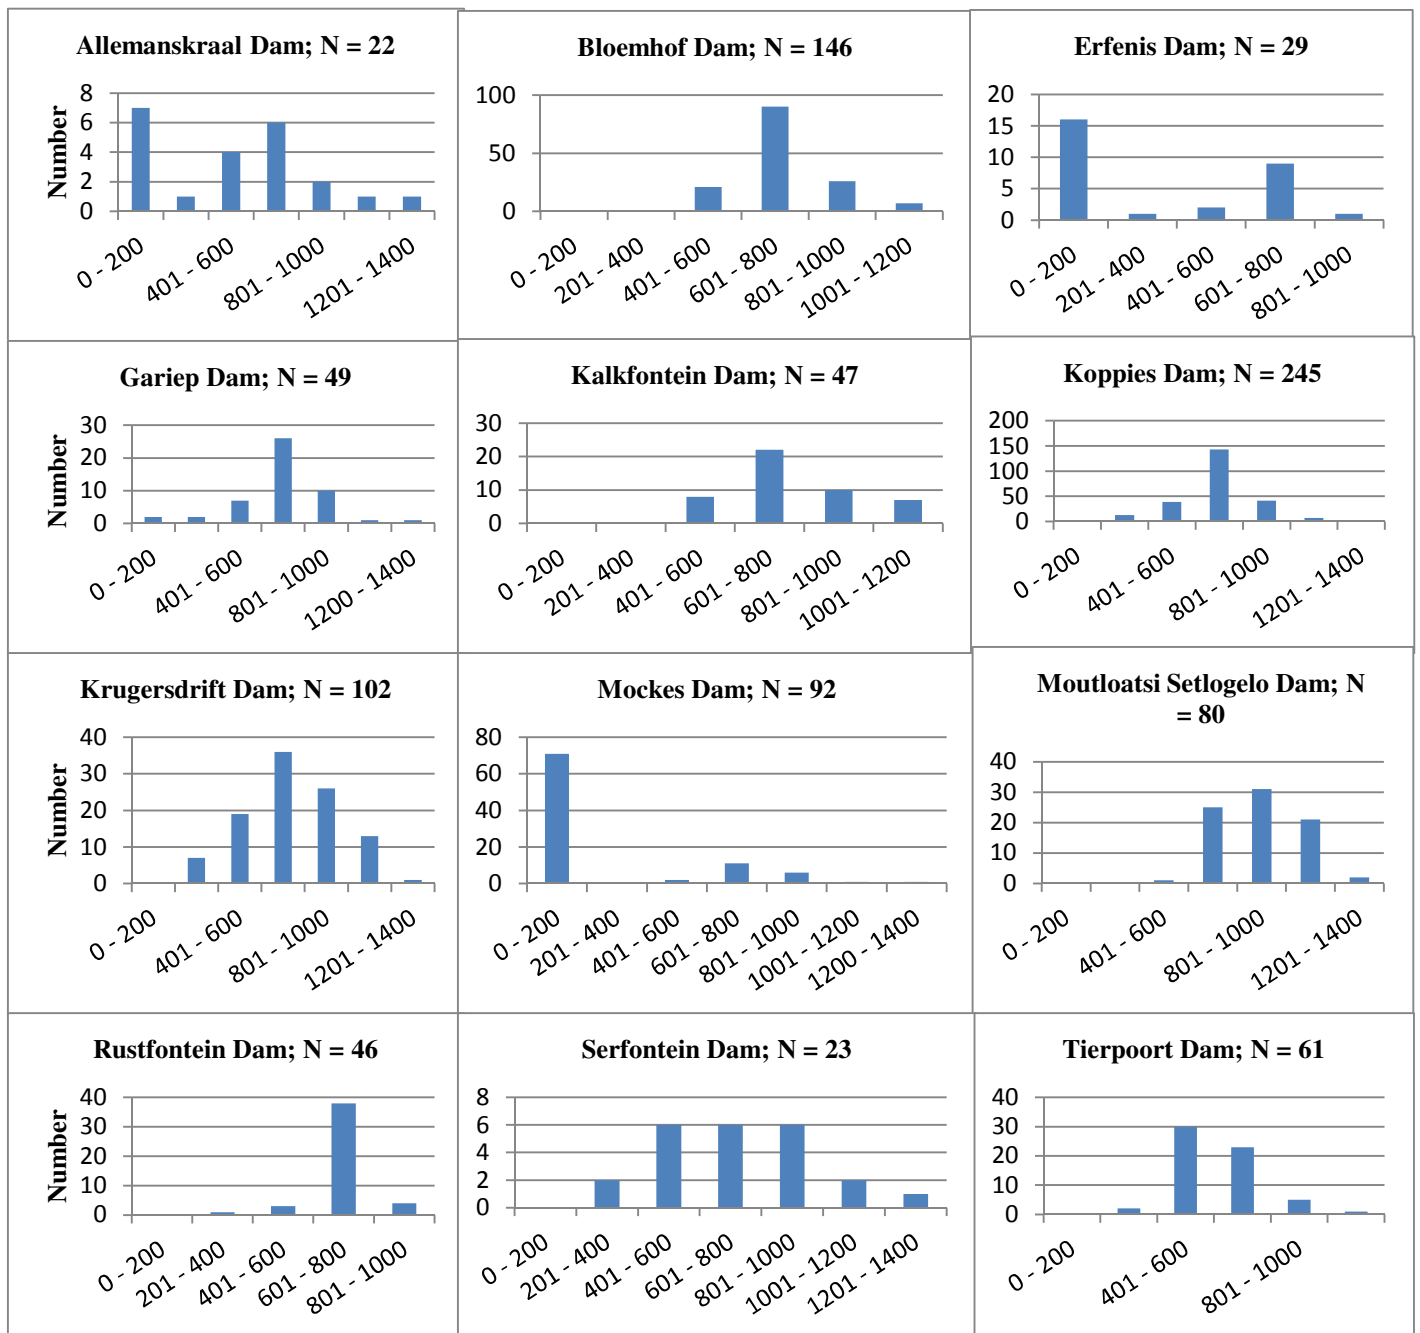 Allemanskraal Dam; N = 22
Number
8
6
4
2
0
0 - 200
401 - 600
801 - 1000
1201 - 1400
Bloemhof Dam; N = 146
100
50
0
0 - 200
201 - 400
401 - 600
601 - 800
801 - 1000
1001 - 1200
Erfenis Dam; N = 29
20
15
10
5
0
0 - 200
201 - 400
401 - 600
601 - 800
801 - 1000
Gariep Dam; N = 49
Number
30
20
10
0
0 - 200
401 - 600
801 - 1000
1200 - 1400
Kalkfontein Dam; N = 47
30
20
10
0
0 - 200
201 - 400
401 - 600
601 - 800
801 - 1000
1001 - 1200
Koppies Dam; N = 245
200
150
100
50
0
0 - 200
401 - 600
801 - 1000
1201 - 1400
Krugersdrift Dam; N = 102
Number
40
30
20
10
0
0 - 200
401 - 600
801 - 1000
1201 - 1400
Mockes Dam; N = 92
80
60
40
20
0
0 - 200
201 - 400
401 - 600
601 - 800
801 - 1000
1001 - 1200
1200 - 1400
Moutloatsi Setlogelo Dam; N
= 80
40
30
20
10
0
0 - 200
401 - 600
801 - 1000
1201 - 1400
Rustfontein Dam; N = 46
Number
40
30
20
10
0
0 - 200
201 - 400
401 - 600
601 - 800
801 - 1000
Serfontein Dam; N = 23
8
6
4
2
0
0 - 200
201 - 400
401 - 600
601 - 800
801 - 1000
1001 - 1200
1201 - 1400
Tierpoort Dam; N = 61
40
30
20
10
0
0 - 200
401 - 600
801 - 1000